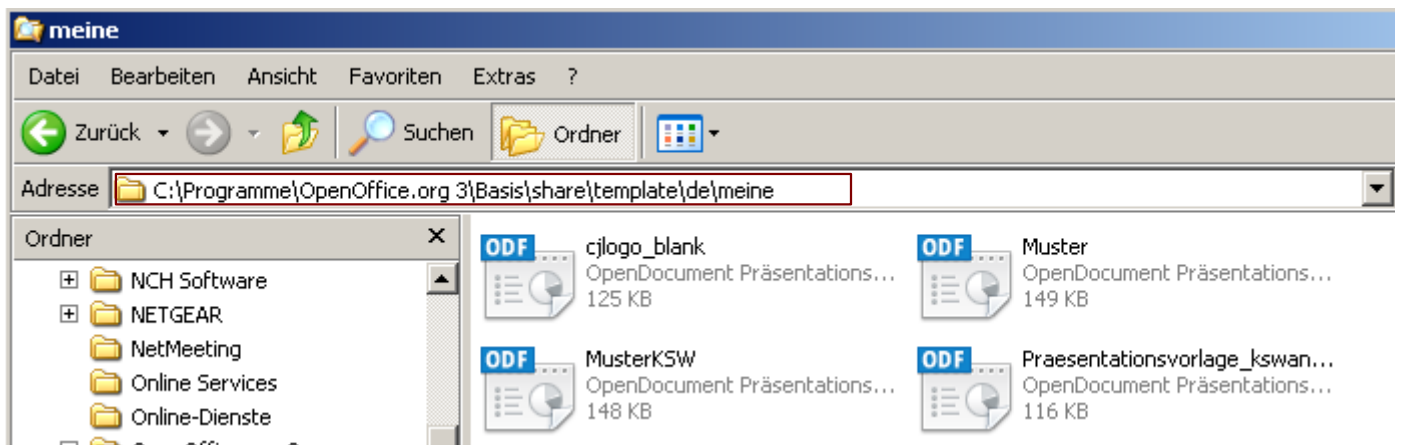 meine
Datei Bearbeiten Ansicht Favoriten Extras ?
Zurück Suchen Ordner
Adresse C:\Programme\OpenOffice.org 3\Basis\share\template\de\meine
Ordner
NCH Software
NETGEAR
NetMeeting
Online Services
Online-Dienste
ODF cjlogo_blank
OpenDocument Präsentations...
125 KB
ODF Muster
OpenDocument Präsentations...
149 KB
ODF MusterKSW
OpenDocument Präsentations...
148 KB
ODF Praesentationsvorlage_kswan...
OpenDocument Präsentations...
116 KB